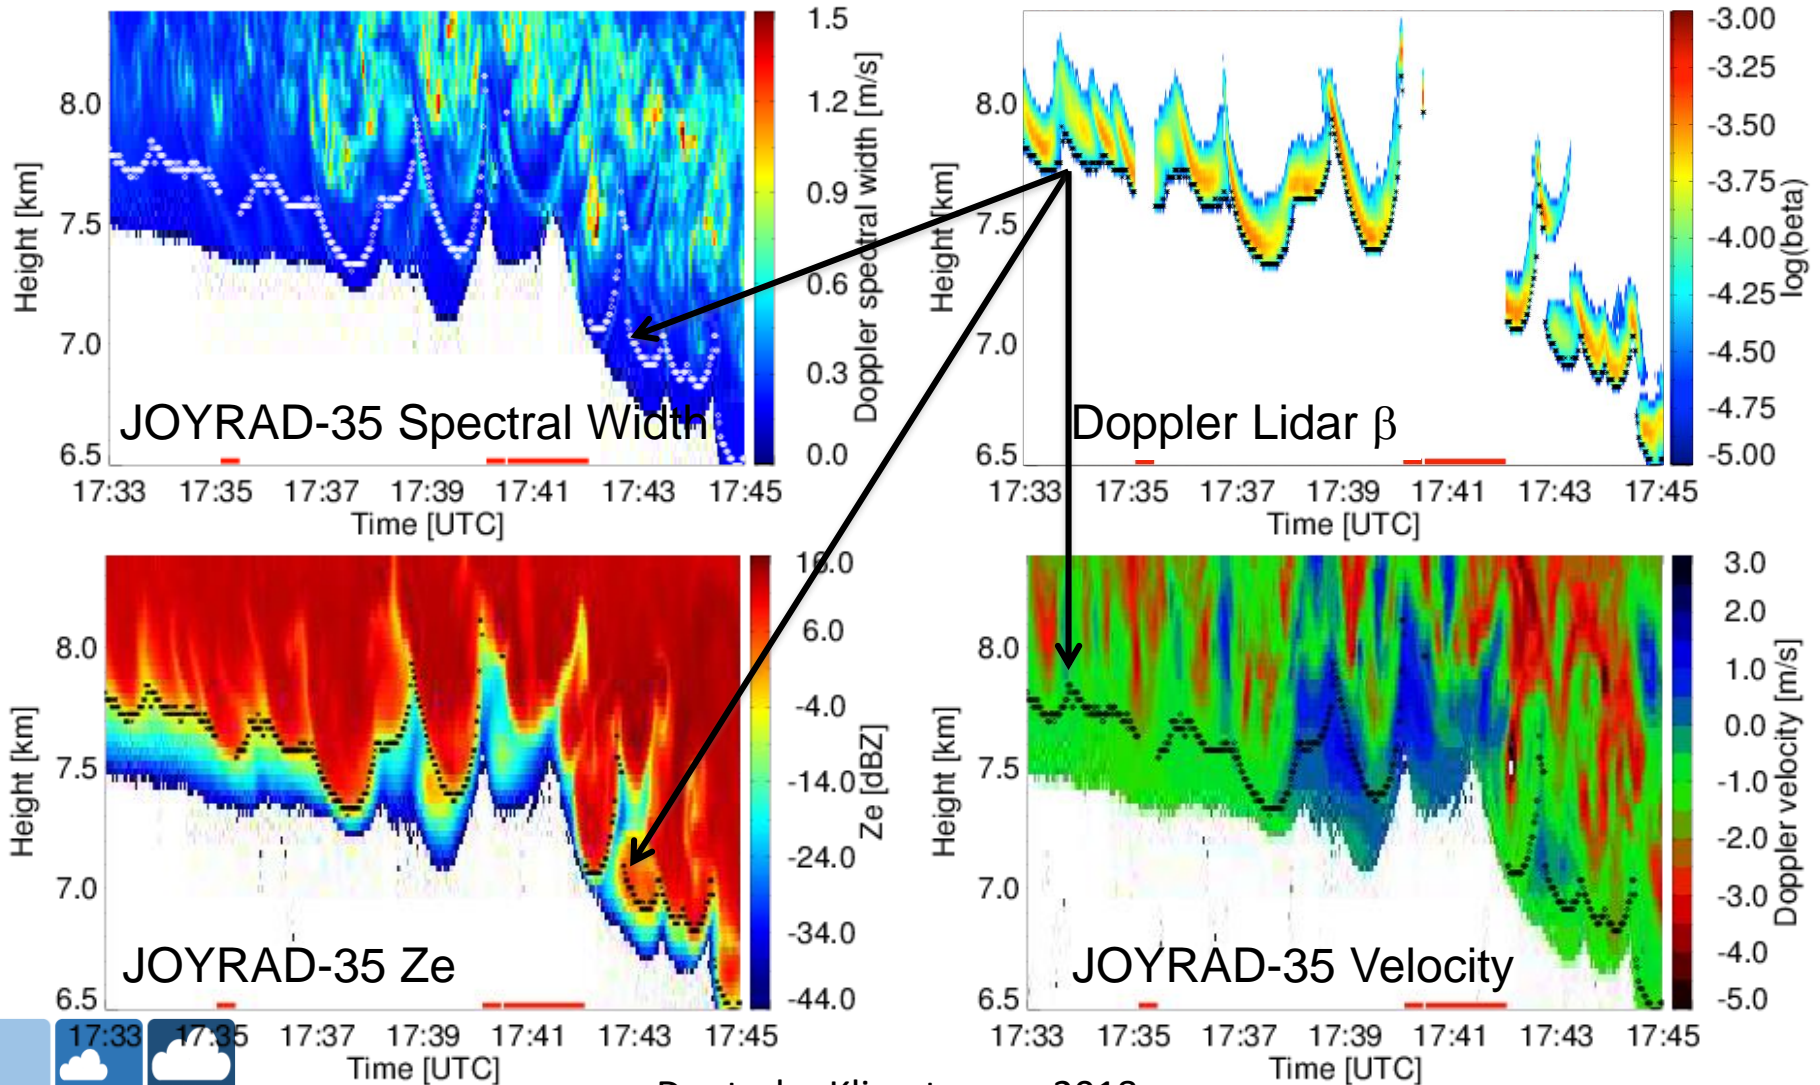 1.5
1.2
0.9
0.6
0.3
0.0
Doppler spectral width [m/s]
8.0
7.5
7.0
6.5
Height [km]
JOYRAD-35 Spectral Width
17:33 17:35 17:37 17:39 17:41 17:43 17:45
Time [UTC]
-3.00
-3.25
-3.50
-3.75
-4.00
-4.25
-4.50
-4.75
-5.00
log(beta)
8.0
7.5
7.0
6.5
Height [km]
Doppler Lidar β
17:33 17:35 17:37 17:39 17:41 17:43 17:45
Time [UTC]
16.0
6.0
-4.0
-14.0
-24.0
-34.0
-44.0
Ze [dBZ]
8.0
7.5
7.0
6.5
Height [km]
JOYRAD-35 Ze
17:33 17:35 17:37 17:39 17:41 17:43 17:45
Time [UTC]
3.0
2.0
1.0
0.0
-1.0
-2.0
-3.0
-4.0
-5.0
Doppler velocity [m/s]
8.0
7.5
7.0
6.5
Height [km]
JOYRAD-35 Velocity
17:33 17:35 17:37 17:39 17:41 17:43 17:45
Time [UTC]